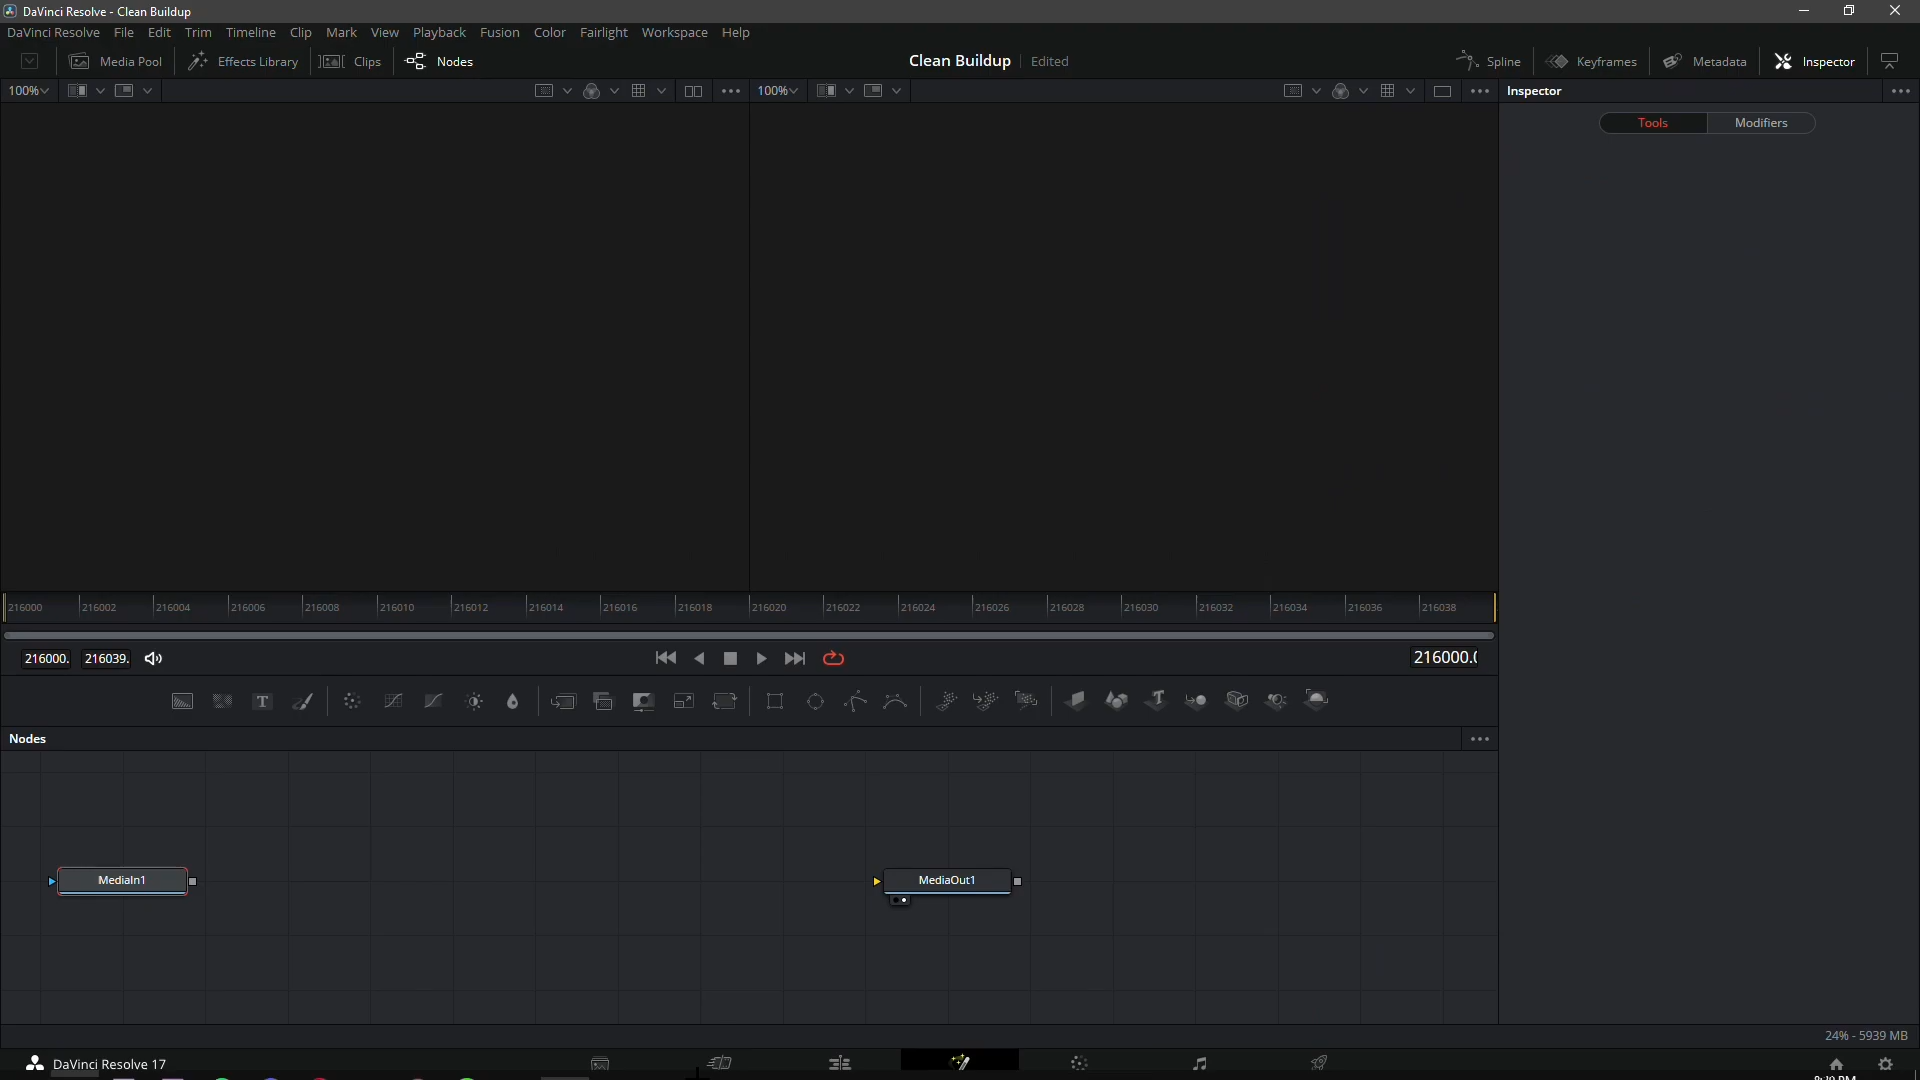 DaVinci Resolve - Clean Buildup
DaVinci Resolve File Edit Trim Timeline Clip Mark View Playback Fusion Color Fairlight Workspace Help
Media Pool Effects Library Clips Nodes Clean Buildup Edited Spline Keyframes Metadata Inspector
100% 100% Inspector
Tools Modifiers
216000 216002 216004 216006 216008 216010 216012 216014 216016 216018 216020 216022 216024 216026 216028 216030 216032 216034 216036 216038
216000. 216039. 216000.0
T
Nodes
MediaIn1 MediaOut1
24% - 5939 MB
DaVinci Resolve 17